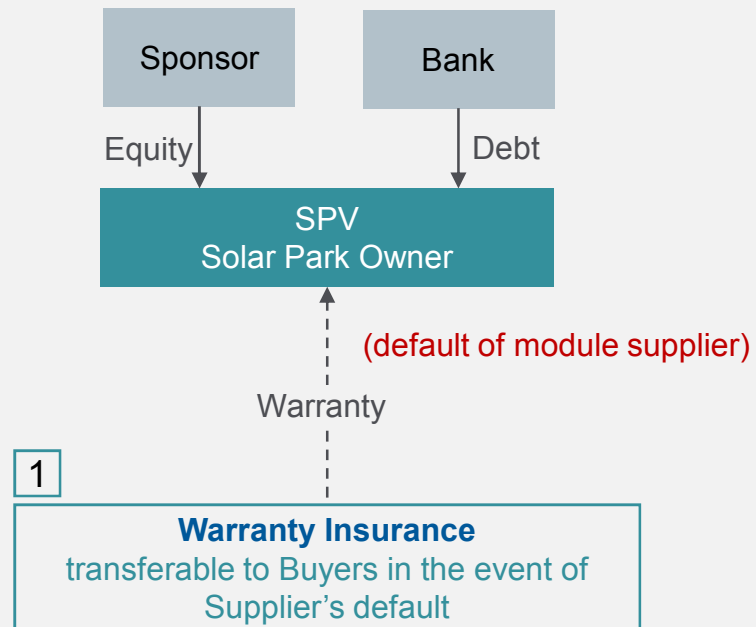 Sponsor
Bank
Equity
Debt
SPV
Solar Park Owner
(default of module supplier)
Warranty
1
Warranty Insurance
transferable to Buyers in the event of
Supplier’s default